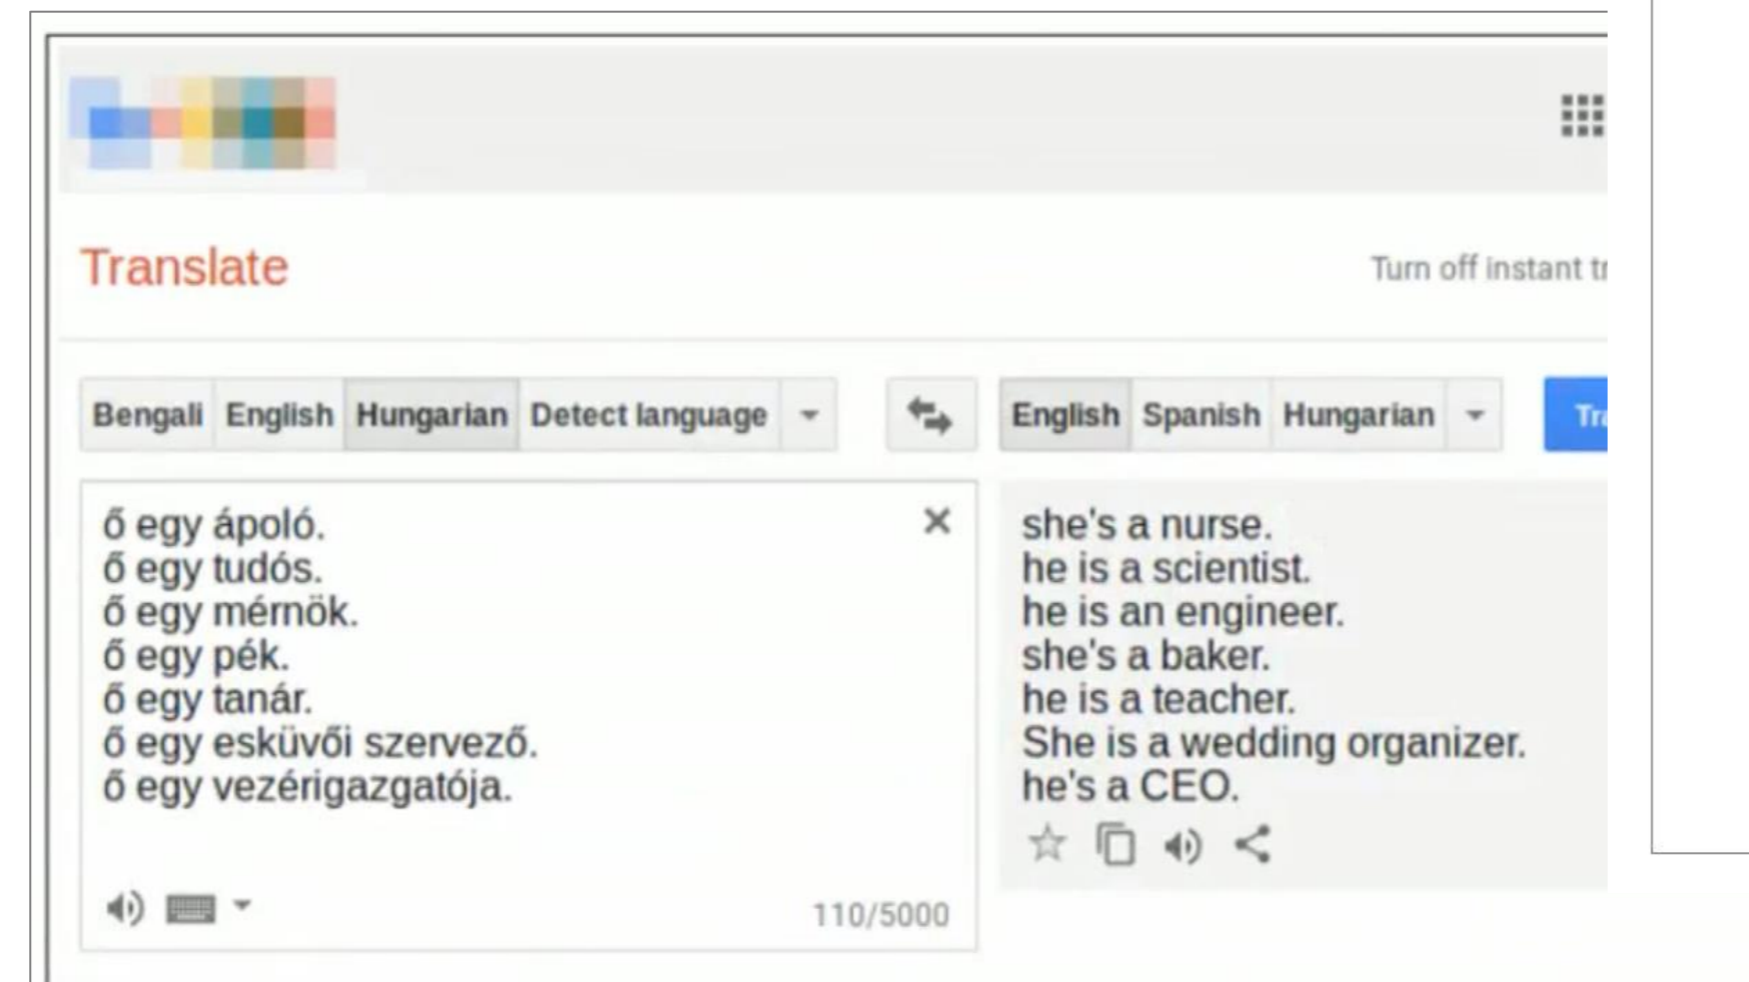 Translate
Turn off instant
Bengali English Hungarian Detect language
English Spanish Hungarian
ő egy ápoló.
ő egy tudós.
ő egy mérnök.
ő egy pék.
ő egy tanár.
ő egy esküvői szervező.
ő egy vezérigazgatója.
110/5000
she's a nurse.
he is a scientist.
he is an engineer.
she's a baker.
he is a teacher.
She is a wedding organizer.
he's a CEO.